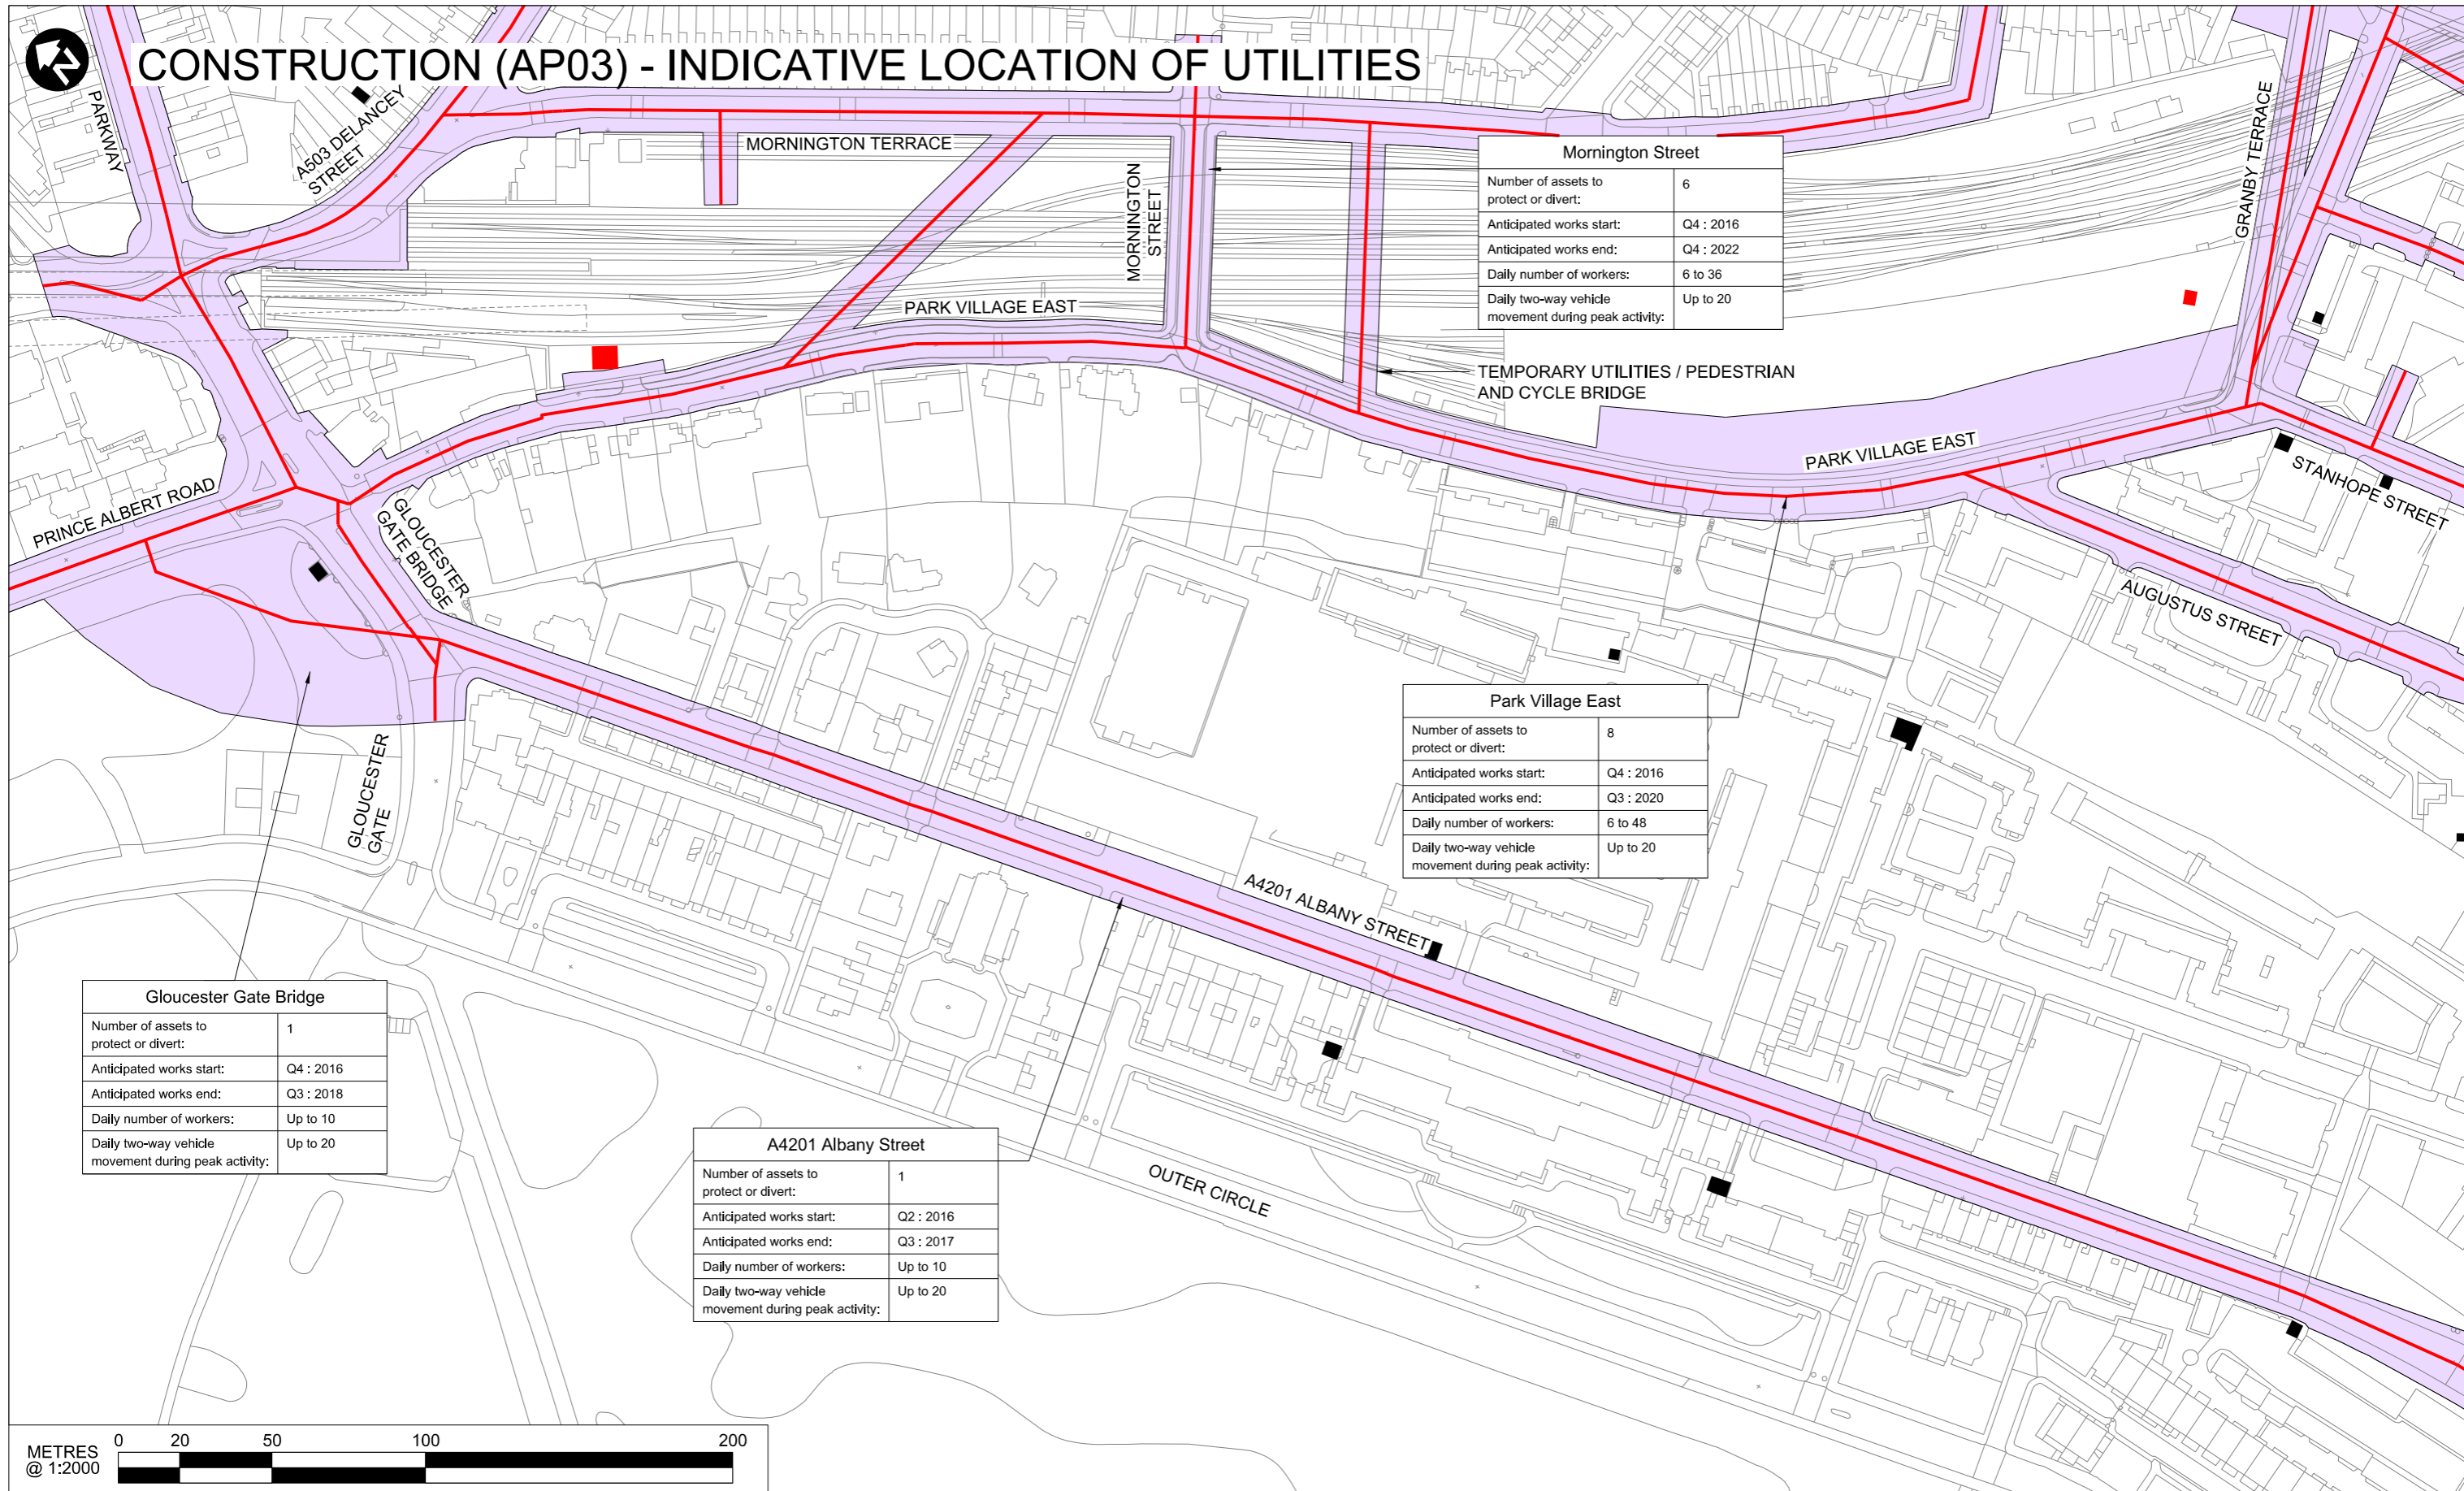 N
CONSTRUCTION (AP03) - INDICATIVE LOCATION OF UTILITIES
PARKWAY
A503 DELANCEY
STREET
MORNINGTON TERRACE
MORNINGTON
STREET
PARK VILLAGE EAST
GRANBY TERRACE
Mornington Street
Number of assets to
protect or divert:
6
Anticipated works start:
Q4 : 2016
Anticipated works end:
Q4 : 2022
Daily number of workers:
6 to 36
Daily two-way vehicle
movement during peak activity:
Up to 20
TEMPORARY UTILITIES / PEDESTRIAN
AND CYCLE BRIDGE
PARK VILLAGE EAST
STANHOPE STREET
AUGUSTUS STREET
PRINCE ALBERT ROAD
GLOUCESTER
GATE BRIDGE
GLOUCESTER
GATE
Park Village East
Number of assets to
protect or divert:
8
Anticipated works start:
Q4 : 2016
Anticipated works end:
Q3 : 2020
Daily number of workers:
6 to 48
Daily two-way vehicle
movement during peak activity:
Up to 20
A4201 ALBANY STREET
Gloucester Gate Bridge
Number of assets to
protect or divert:
1
Anticipated works start:
Q4 : 2016
Anticipated works end:
Q3 : 2018
Daily number of workers:
Up to 10
Daily two-way vehicle
movement during peak activity:
Up to 20
A4201 Albany Street
Number of assets to
protect or divert:
1
Anticipated works start:
Q2 : 2016
Anticipated works end:
Q3 : 2017
Daily number of workers:
Up to 10
Daily two-way vehicle
movement during peak activity:
Up to 20
OUTER CIRCLE
METRES
@ 1:2000
0 20 50 100 200